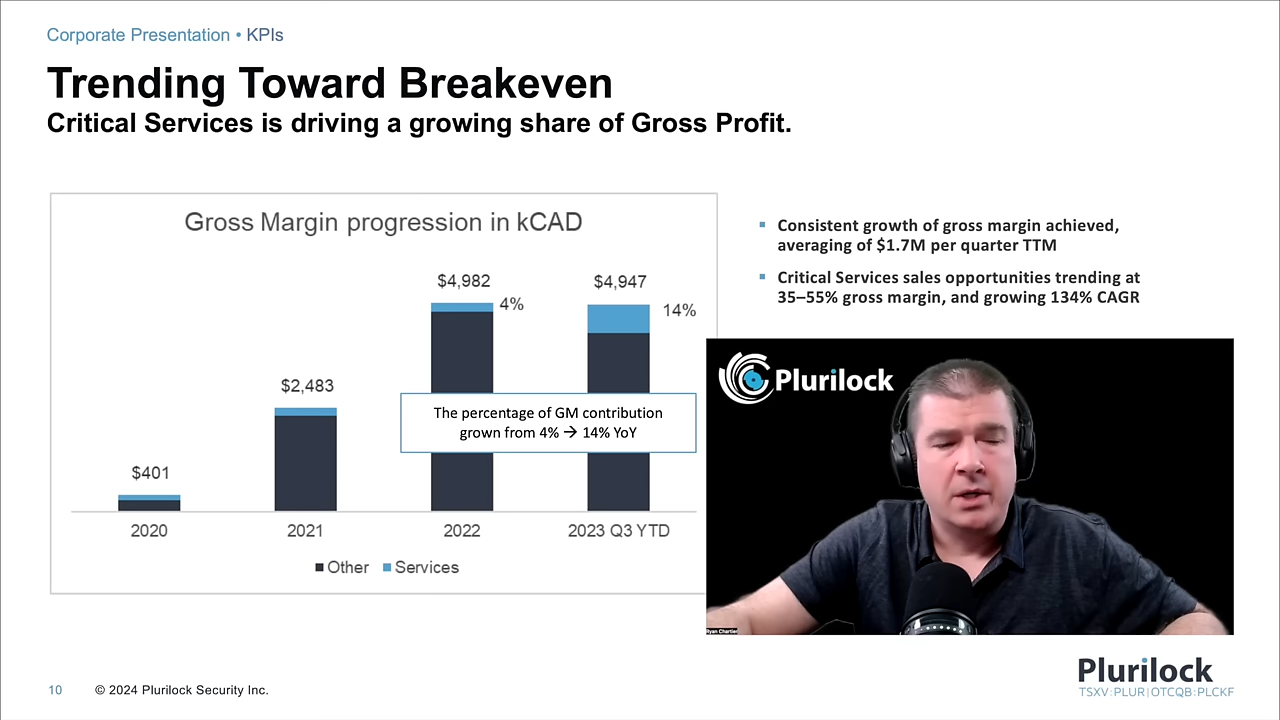 Corporate Presentation • KPIs
Trending Toward Breakeven
Critical Services is driving a growing share of Gross Profit.
Gross Margin progression in kCAD
$401
$2,483
$4,982
4%
$4,947
14%
The percentage of GM contribution
grown from 4% → 14% YoY
2020
2021
2022
2023 Q3 YTD
Other
Services
▪ Consistent growth of gross margin achieved,
averaging of $1.7M per quarter TTM
▪ Critical Services sales opportunities trending at
35–55% gross margin, and growing 134% CAGR
Plurilock
Ryan Chartier
10
© 2024 Plurilock Security Inc.
Plurilock
TSXV:PLUR|OTCQB:PLCKF